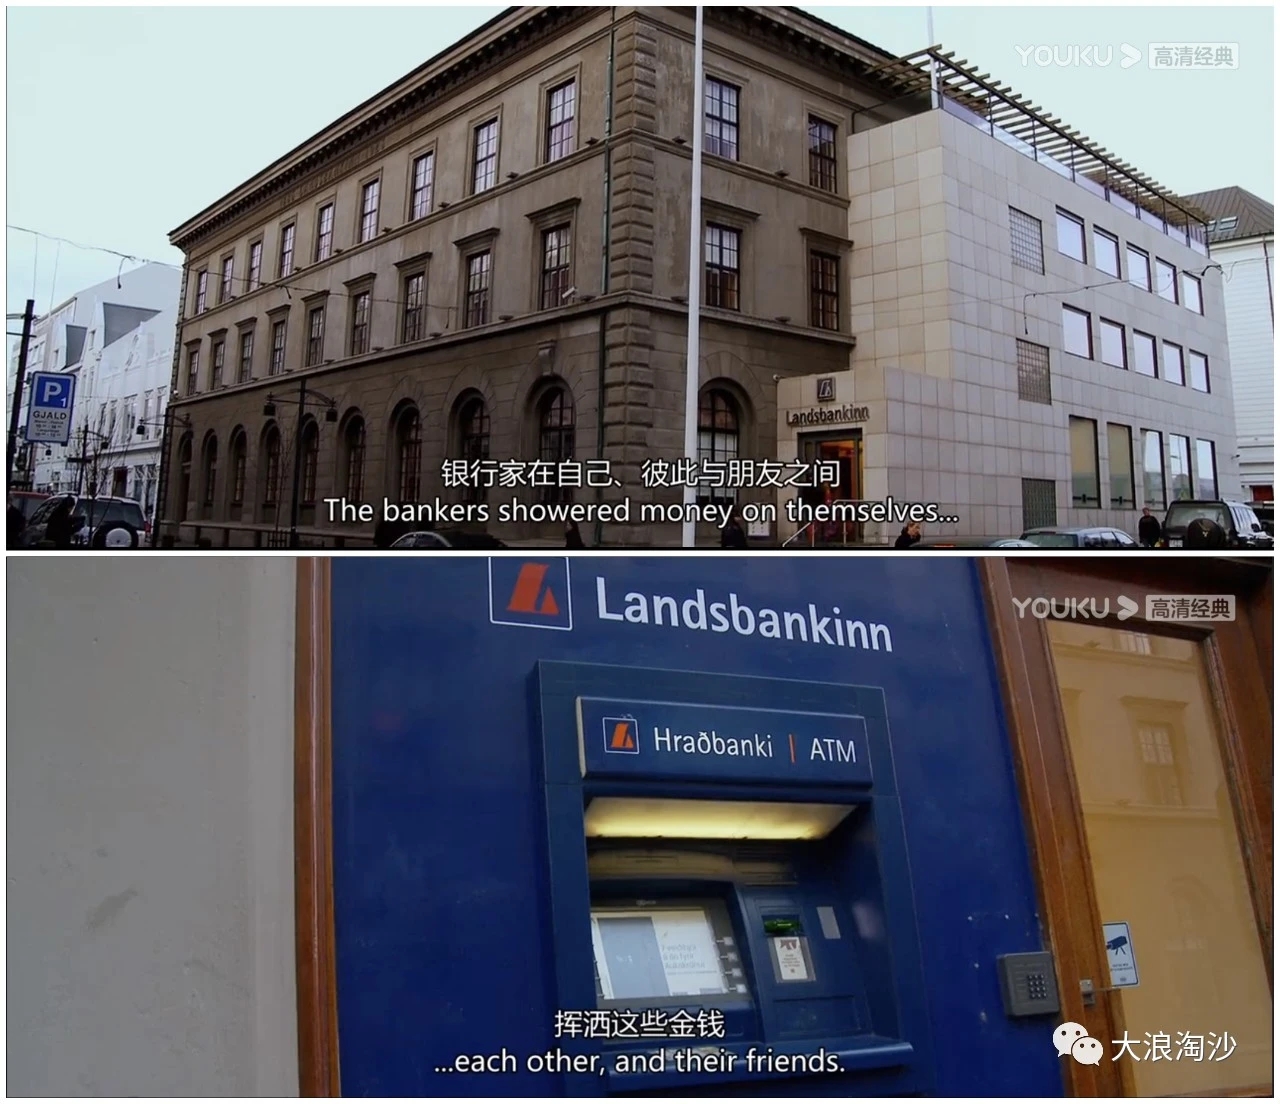 YOUKU 高清经典
P1
GJALD
Landsbankinn
银行家在自己、彼此与朋友之间
The bankers showered money on themselves...
YOUKU 高清经典
Landsbankinn
Hraðbanki | ATM
挥洒这些金钱
...each other, and their friends.
大浪淘沙